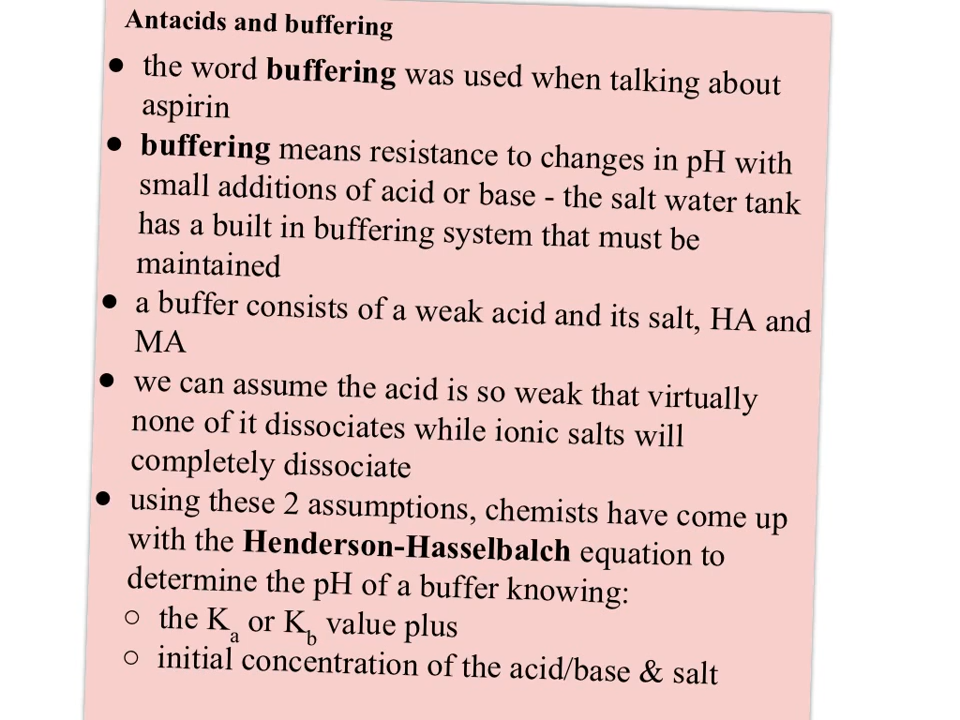 Antacids and buffering
● the word buffering was used when talking about
aspirin
● buffering means resistance to changes in pH with
small additions of acid or base - the salt water tank
has a built in buffering system that must be
maintained
● a buffer consists of a weak acid and its salt, HA and
MA
● we can assume the acid is so weak that virtually
none of it dissociates while ionic salts will
completely dissociate
● using these 2 assumptions, chemists have come up
with the Henderson-Hasselbalch equation to
determine the pH of a buffer knowing:
○ the Ka or Kb value plus
○ initial concentration of the acid/base & salt